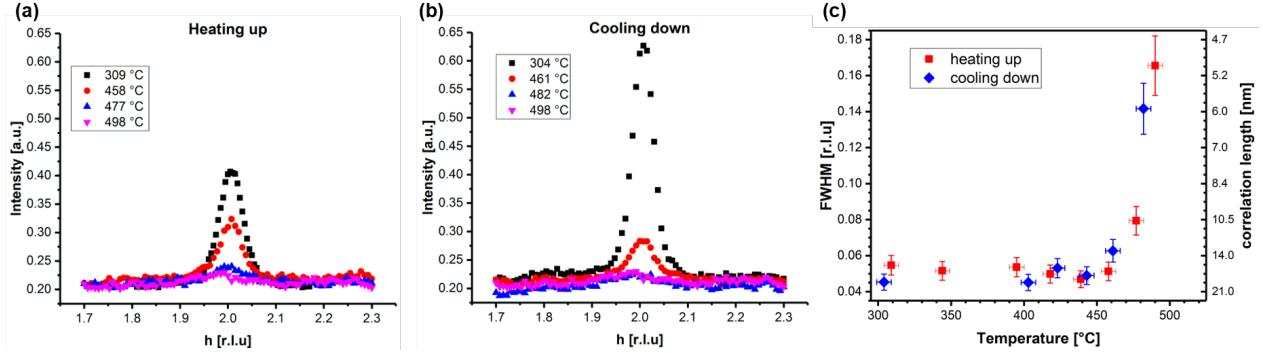 (a)
Heating up
0.65
0.60
0.55
0.50
0.45
0.40
0.35
0.30
0.25
0.20
Intensity [a.u.]
309 °C
458 °C
477 °C
498 °C
1.7 1.8 1.9 2.0 2.1 2.2 2.3
h [r.l.u]
(b)
Cooling down
0.65
0.60
0.55
0.50
0.45
0.40
0.35
0.30
0.25
0.20
Intensity [a.u.]
304 °C
461 °C
482 °C
498 °C
1.7 1.8 1.9 2.0 2.1 2.2 2.3
h [r.l.u]
(c)
0.18
0.16
0.14
0.12
0.10
0.08
0.06
0.04
FWHM [r.l.u]
heating up
cooling down
4.7
5.2
6.0
7.0
8.4
10.5
14.0
21.0
correlation length [nm]
300 350 400 450 500
Temperature [°C]